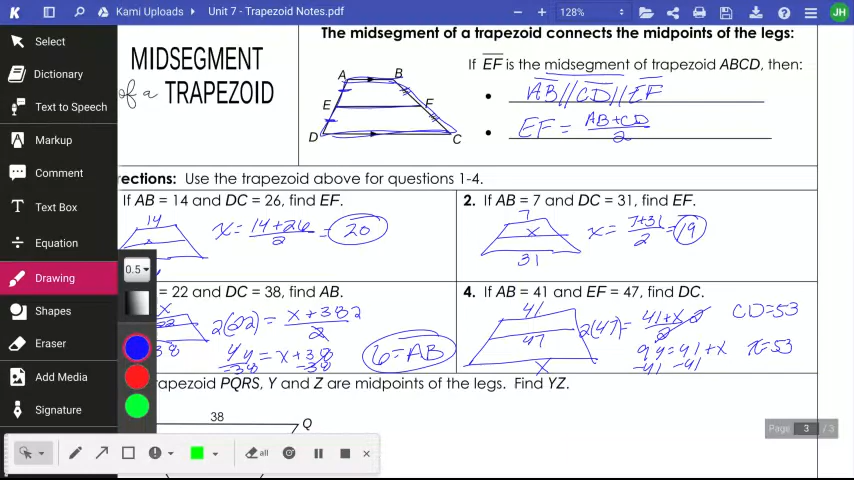 Kami Uploads > Unit 7 - Trapezoid Notes.pdf
128%
JH
Select
Dictionary
Text to Speech
Markup
Comment
Text Box
Equation
Drawing
Shapes
Eraser
Add Media
Signature
0.5
MIDSEGMENT
of a TRAPEZOID
The midsegment of a trapezoid connects the midpoints of the legs:
A B
E F
D C
If EF is the midsegment of trapezoid ABCD, then:
• AB//CD//EF
• EF = AB+CD/2
rections: Use the trapezoid above for questions 1-4.
If AB = 14 and DC = 26, find EF.
14
x
x = 14+26/2 = 20
2. If AB = 7 and DC = 31, find EF.
7
x
31
x = 7+31/2 = 19
= 22 and DC = 38, find AB.
x
22
38
2(22) = x+38/2 2
44 = x+38
-38 -38
6 = AB
4. If AB = 41 and EF = 47, find DC.
41
47
x
2(47) = 41+x/2 2
94 = 41+x
-41 -41
CD=53
x=53
rapezoid PQRS, Y and Z are midpoints of the legs. Find YZ.
38 Q
Page 3 / 3
all